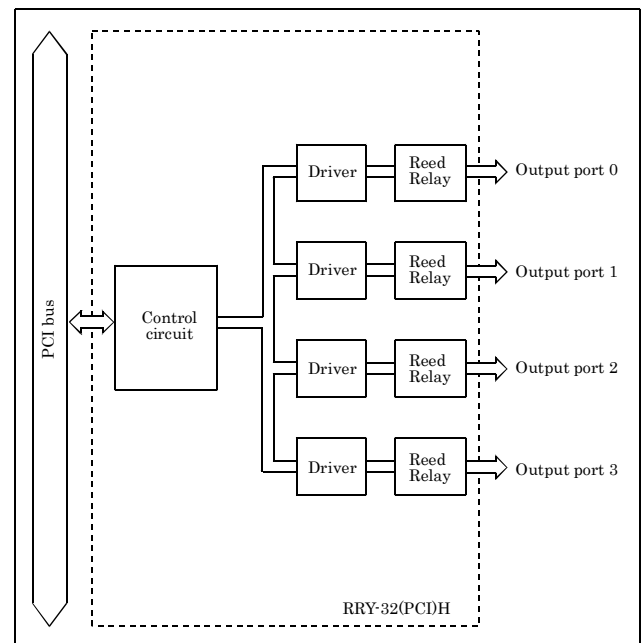 PCI bus
Control
circuit
Driver
Reed
Relay
Output port 0
Driver
Reed
Relay
Output port 1
Driver
Reed
Relay
Output port 2
Driver
Reed
Relay
Output port 3
RRY-32(PCI)H